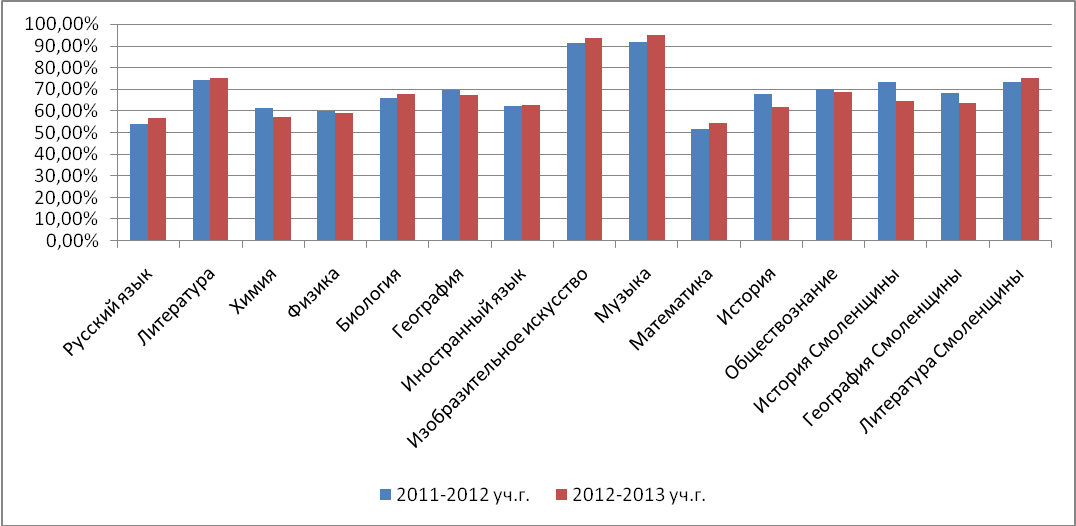 100,00%
90,00%
80,00%
70,00%
60,00%
50,00%
40,00%
30,00%
20,00%
10,00%
0,00%
Русский язык
Литература
Химия
Физика
Биология
География
Иностранный язык
Изобразительное искусство
Музыка
Математика
История
Обществознание
История Смоленщины
География Смоленщины
Литература Смоленщины
2011-2012 уч.г.
2012-2013 уч.г.